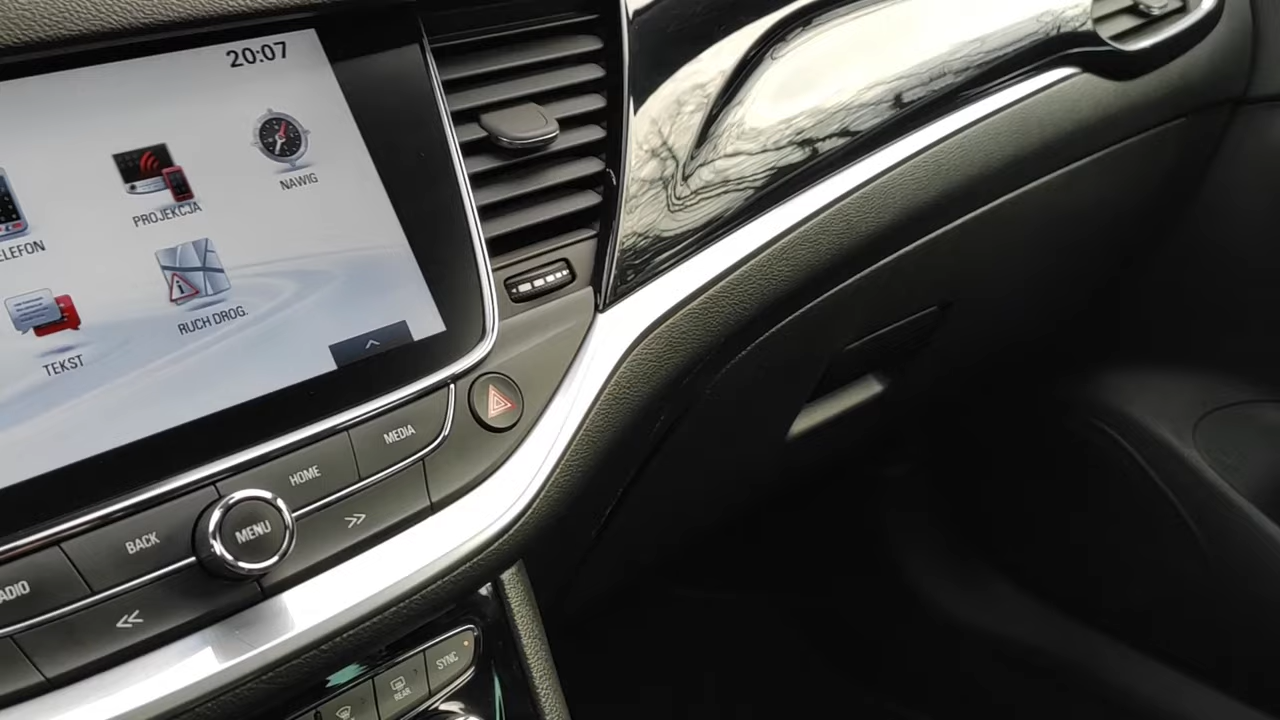 20:07
NAWIG
PROJEKCJA
ELEFON
RUCH DROG.
TEKST
MEDIA
HOME
MENU
BACK
ADIO
SYNC
REAR